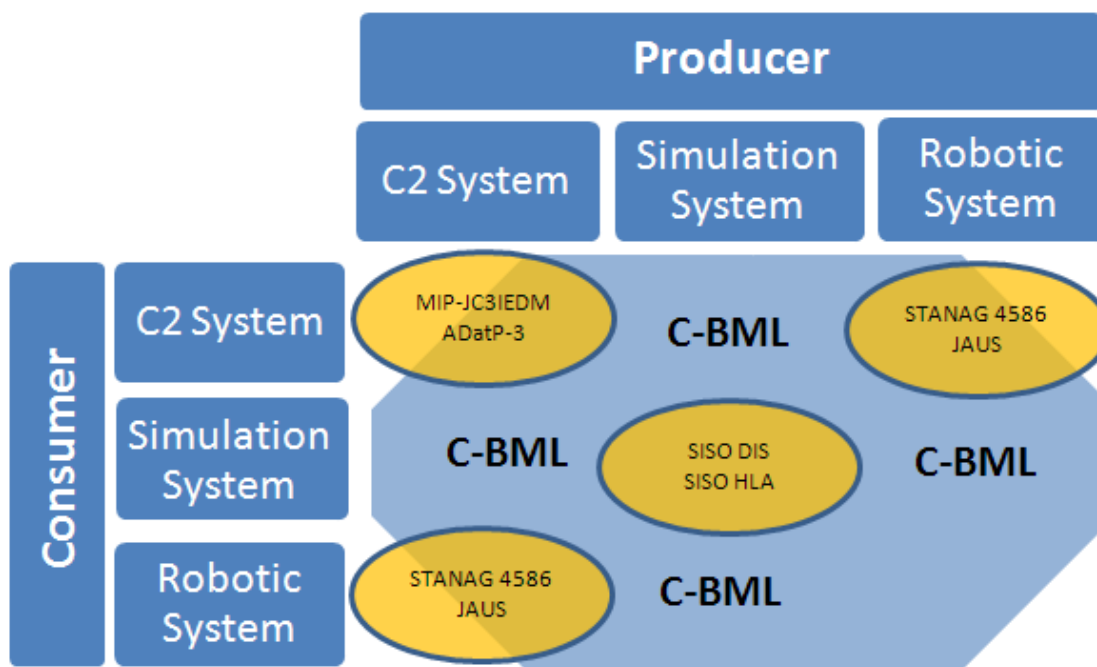 Producer
C2 System
Simulation
System
Robotic
System
Consumer
C2 System
MIP-JC3IEDM
ADatP-3
C-BML
STANAG 4586
JAUS
Simulation
System
C-BML
SISO DIS
SISO HLA
C-BML
Robotic
System
STANAG 4586
JAUS
C-BML